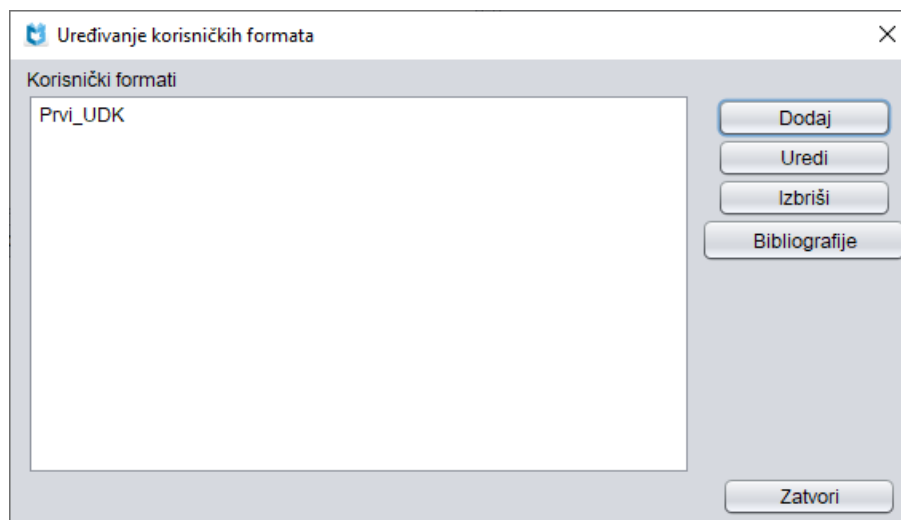 Uređivanje korisničkih formata
Korisnički formati
Prvi_UDK
Dodaj
Uredi
Izbriši
Bibliografije
Zatvori